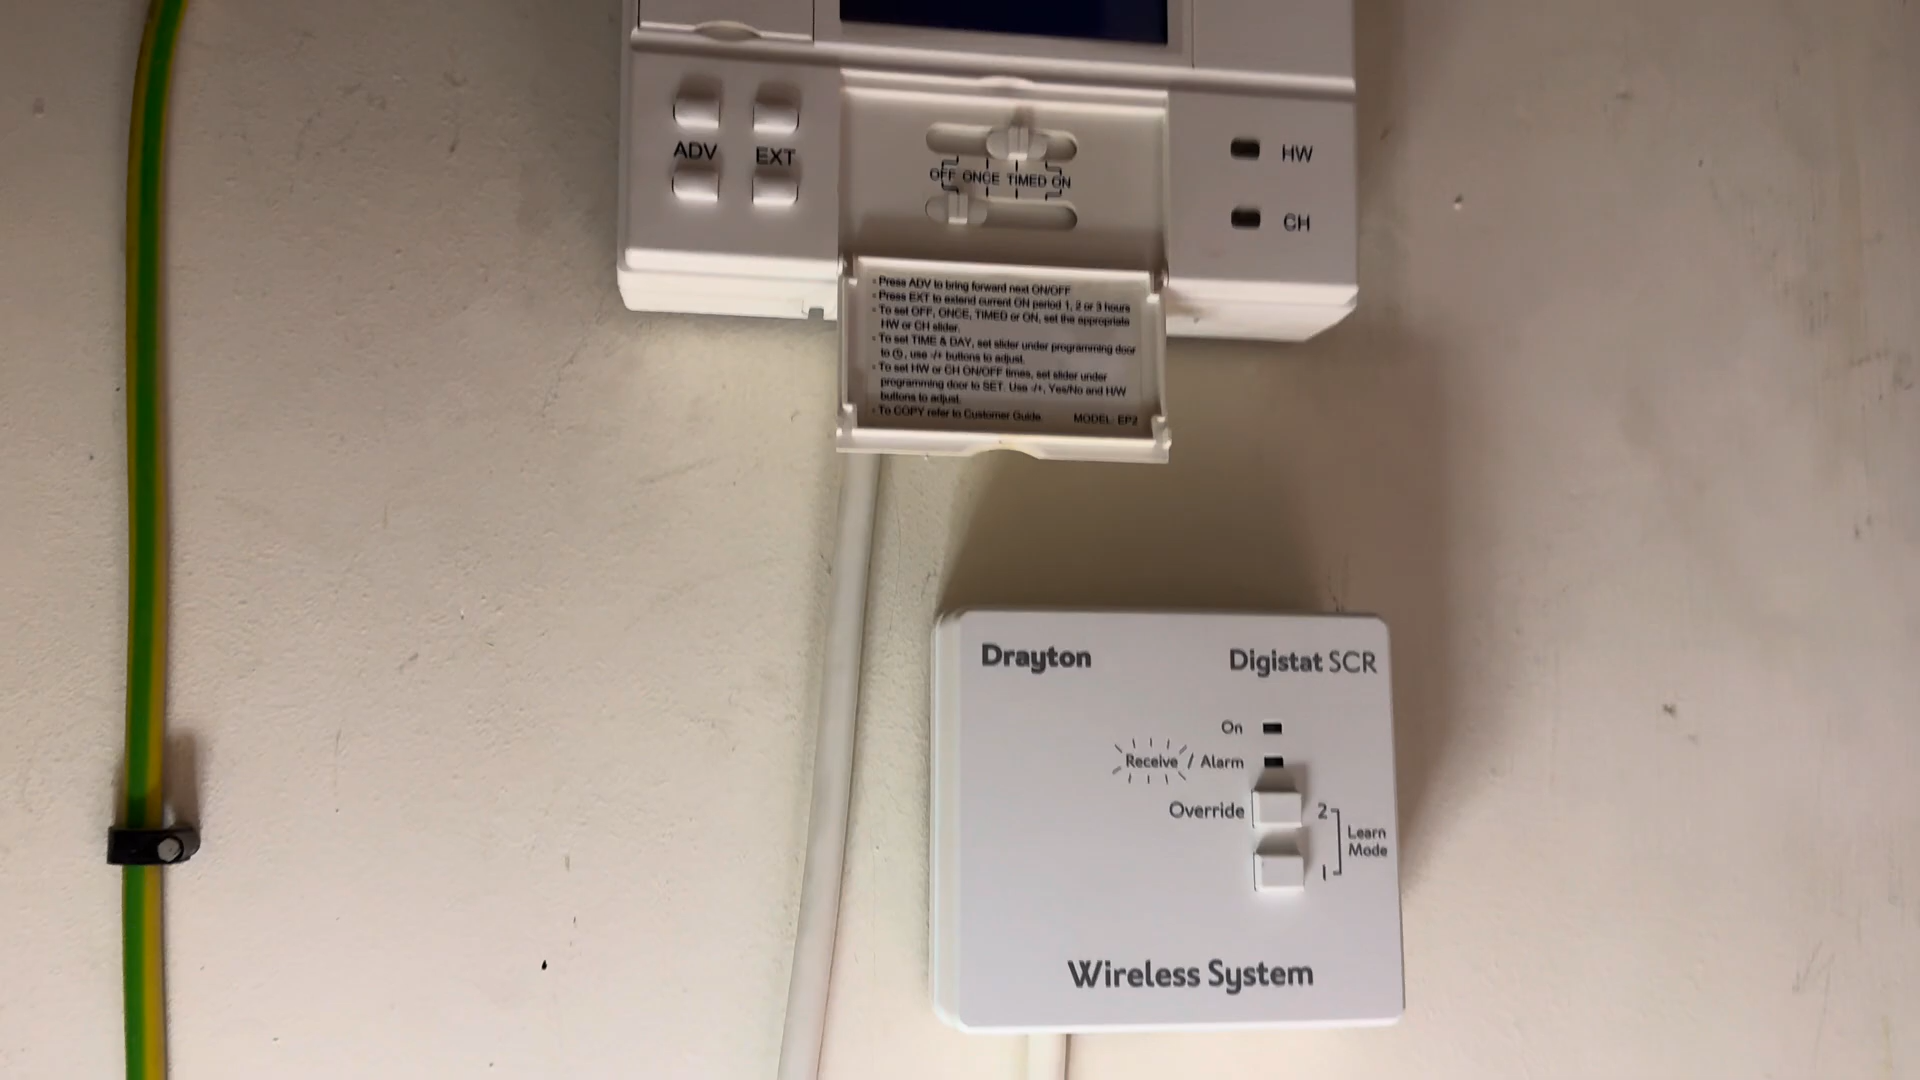 ADV EXT
OFF ONCE TIMED ON
HW
CH
- Press ADV to bring forward next ON/OFF
- Press EXT to extend current ON period 1, 2 or 3 hours
- To set OFF, ONCE, TIMED or ON, set the appropriate
HW or CH slider.
- To set TIME & DAY, set slider under programming door
to , use -/+ buttons to adjust.
- To set HW or CH ON/OFF times, set slider under
programming door to SET. Use -/+, Yes/No and H/W
buttons to adjust.
- To COPY refer to Customer Guide MODEL: EP2
Drayton Digistat SCR
On
Receive / Alarm
Override 2
Learn
Mode
1
Wireless System